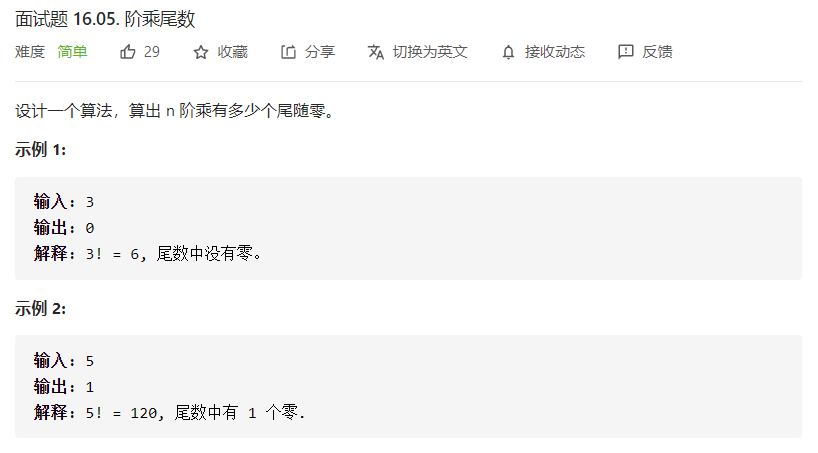 面试题 16.05. 阶乘尾数
难度 简单 29 收藏 分享 切换为英文 接收动态 反馈
设计一个算法，算出 n 阶乘有多少个尾随零。
示例 1:
输入：3
输出：0
解释：3! = 6, 尾数中没有零。
示例 2:
输入：5
输出：1
解释：5! = 120, 尾数中有 1 个零.